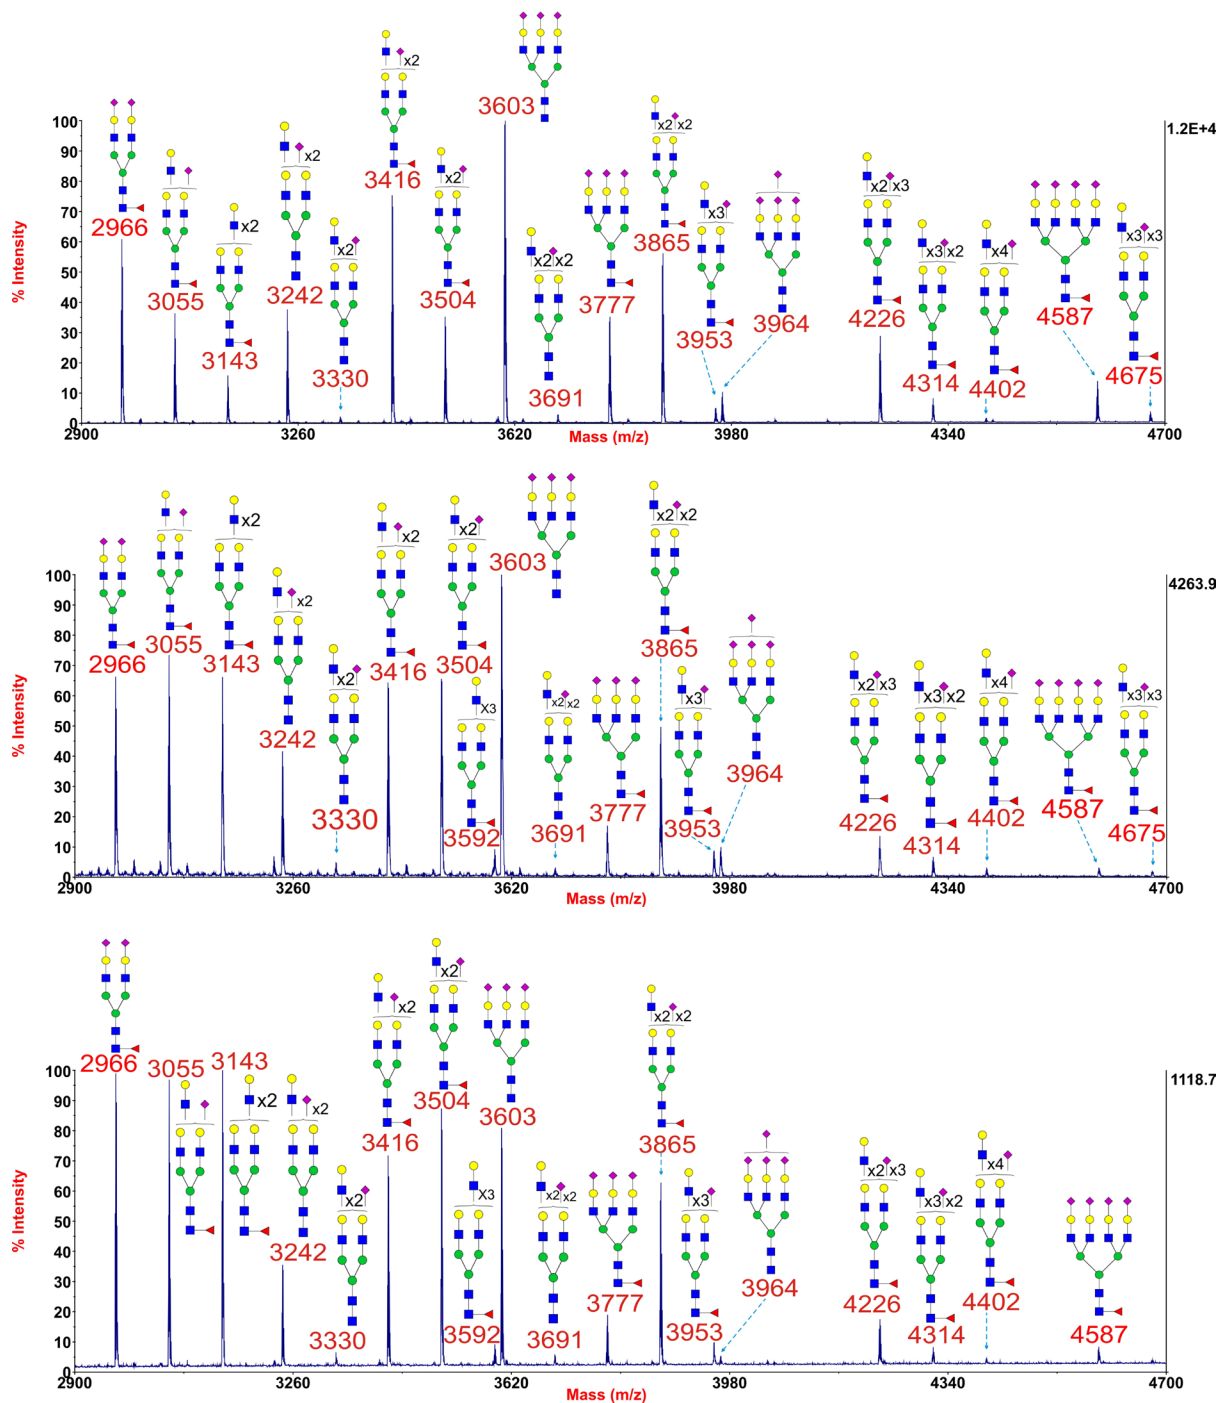 x2
3603
3416
100
90
80
70
60
50
40
30
20
10
0
% Intensity
1.2E+4
2966
x2
3055
x2
3143
x2
3242
x2
3330
x2
3504
x2 x2
3691
3777
x2 x2
3865
x3
3953
3964
x2 x3
4226
x3 x2
4314
x4
4402
4587
x3 x3
4675
2900
3260
3620
3980
4340
4700
Mass (m/z)
100
90
80
70
60
50
40
30
20
10
0
% Intensity
4263.9
2966
3055
x2
3143
x2
3242
x2
3330
x2
3416
x2
3504
X3
3592
3603
x2 x2
3691
3777
x2 x2
3865
x3
3953
3964
x2 x3
4226
x3 x2
4314
x4
4402
4587
x3 x3
4675
2900
3260
3620
3980
4340
4700
Mass (m/z)
100
90
80
70
60
50
40
30
20
10
0
% Intensity
1118.7
2966
3055
3143
x2
x2
3242
x2
3330
x2
3416
x2
3504
X3
3592
3603
x2 x2
3691
3777
x2 x2
3865
x3
3953
3964
x2 x3
4226
x3 x2
4314
x4
4402
4587
2900
3260
3620
3980
4340
4700
Mass (m/z)